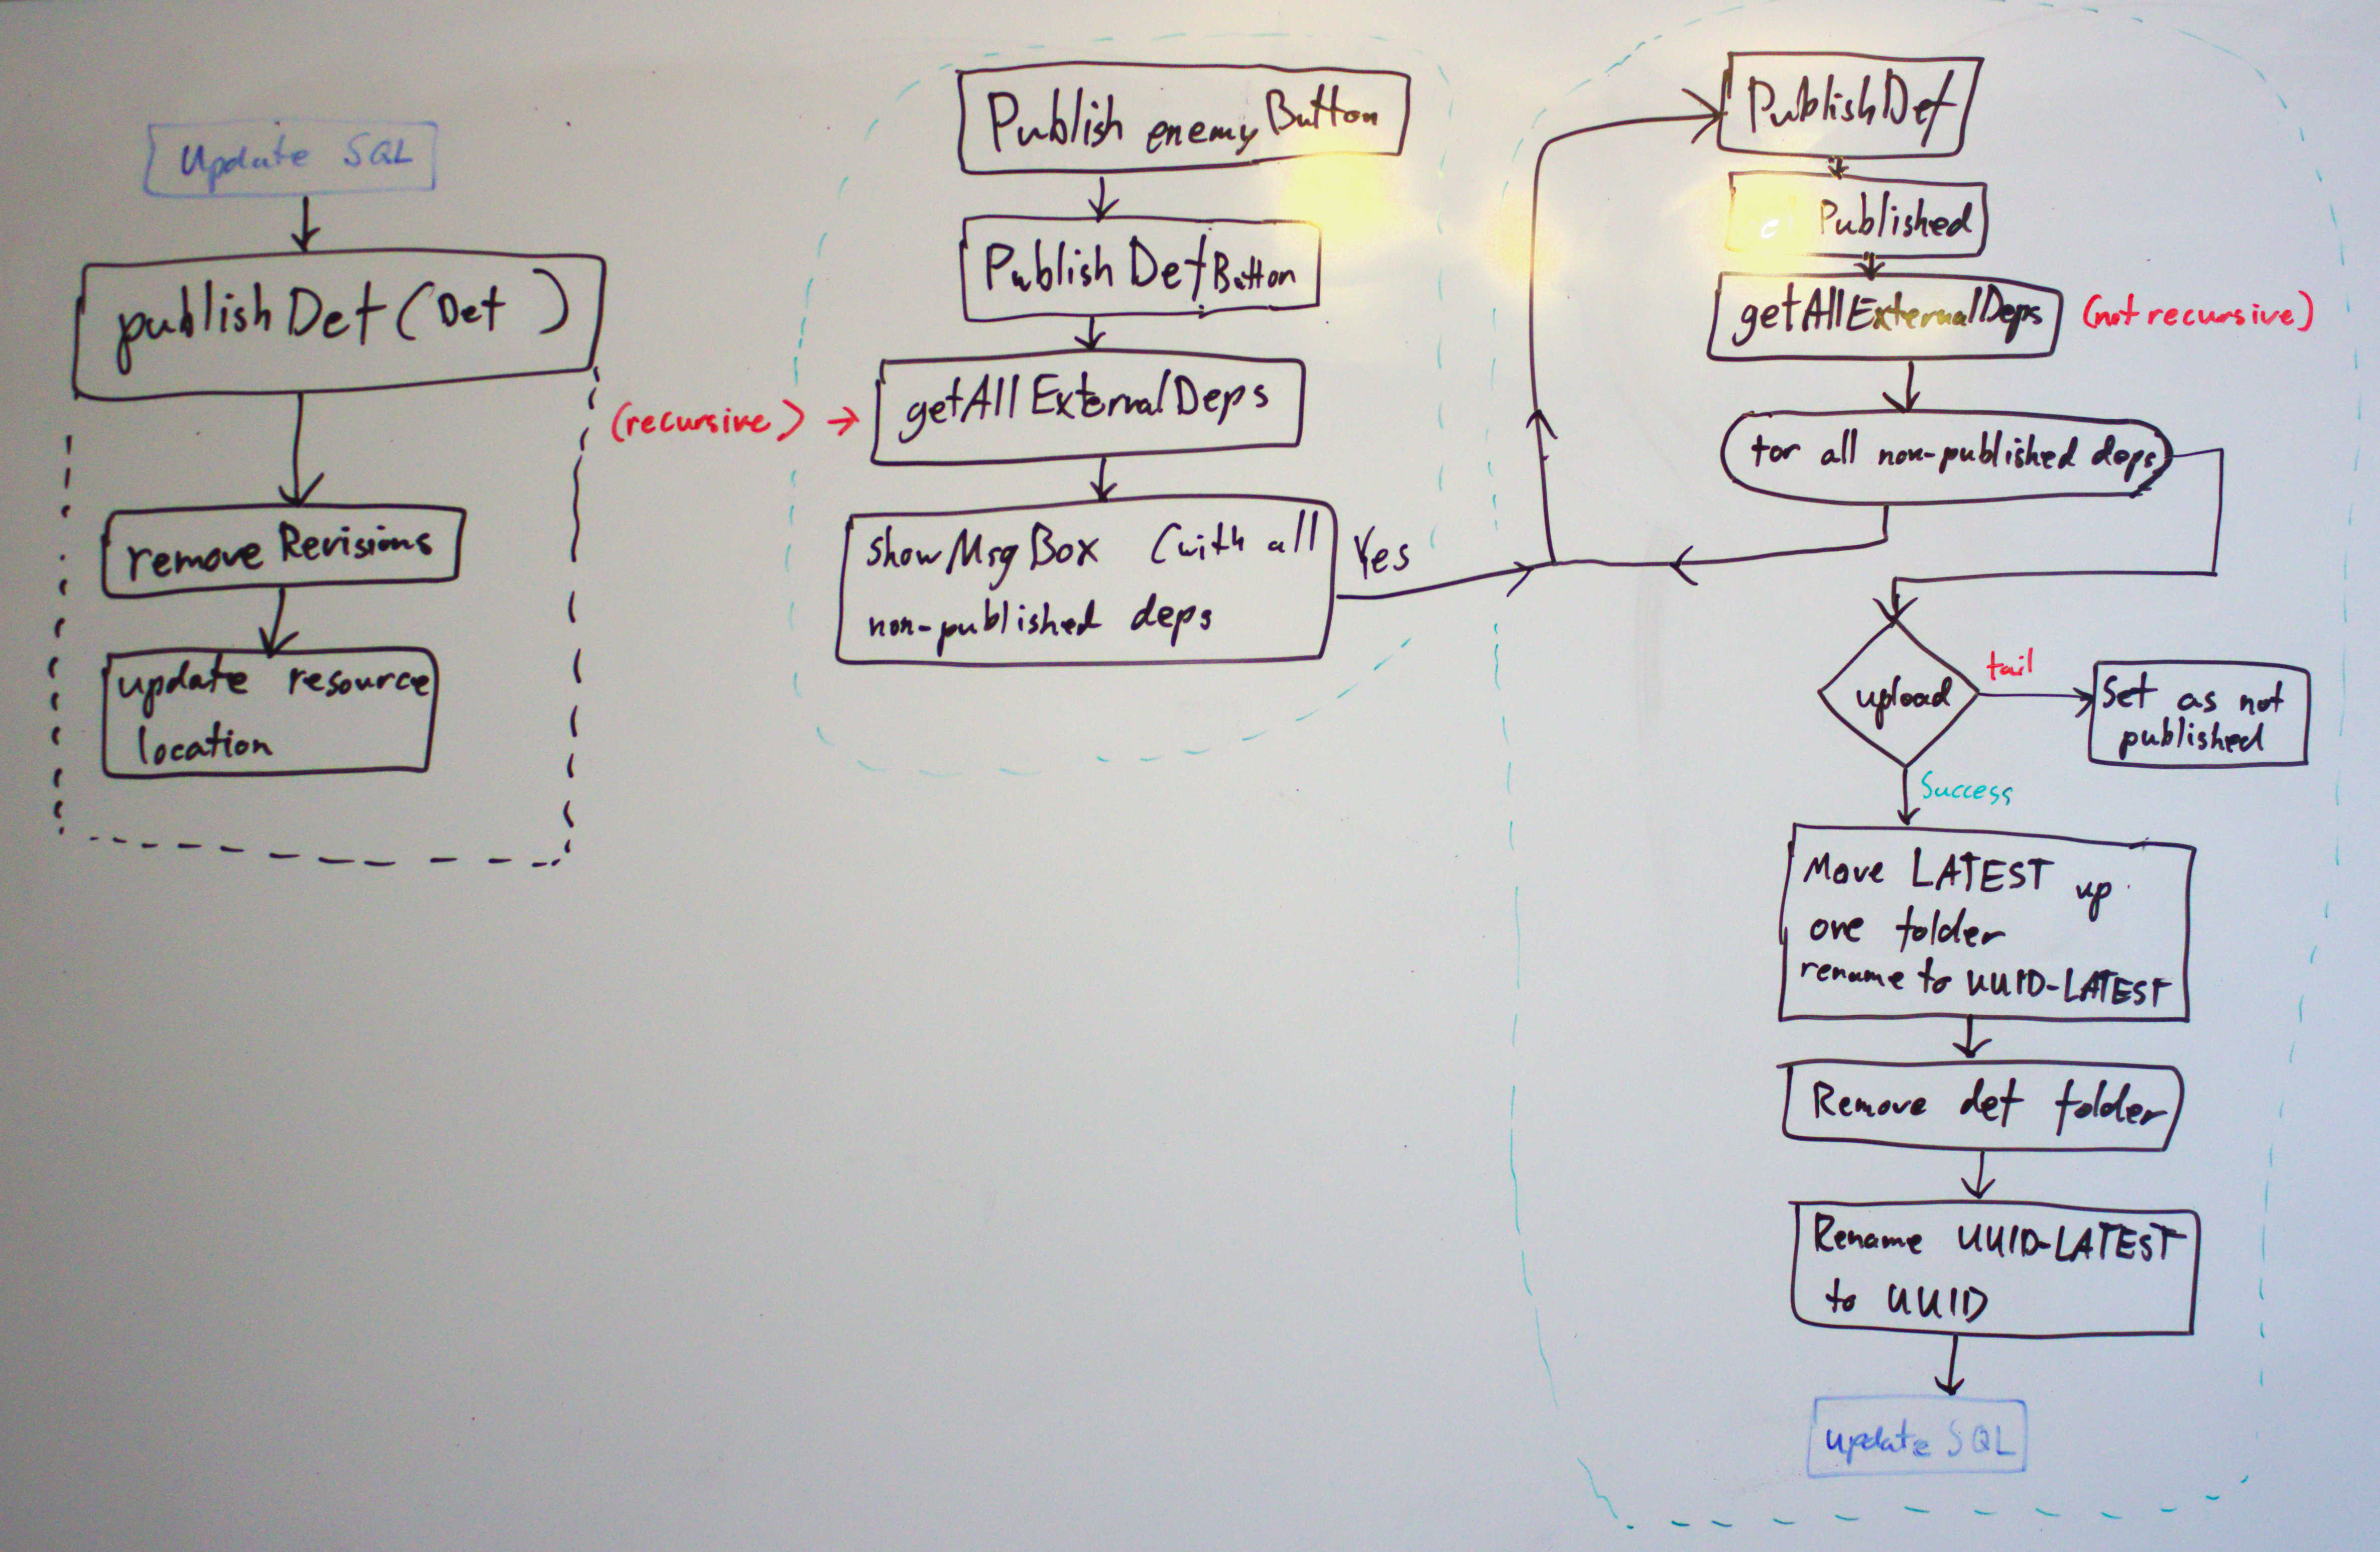 Update SQL
publishDef (Def )
remove Revisions
update resource
location
Publish enemy Button
Publish Def Button
(recursive) →
getAllExternalDeps
show Msg Box (with all
non-published deps
Yes
PublishDef
Published
getAllExternalDeps
(not recursive)
for all non-published deps
upload
fail
Set as not
published
Success
Move LATEST up
one folder
rename to UUID-LATEST
Remove def folder
Rename UUID-LATEST
to UUID
update SQL